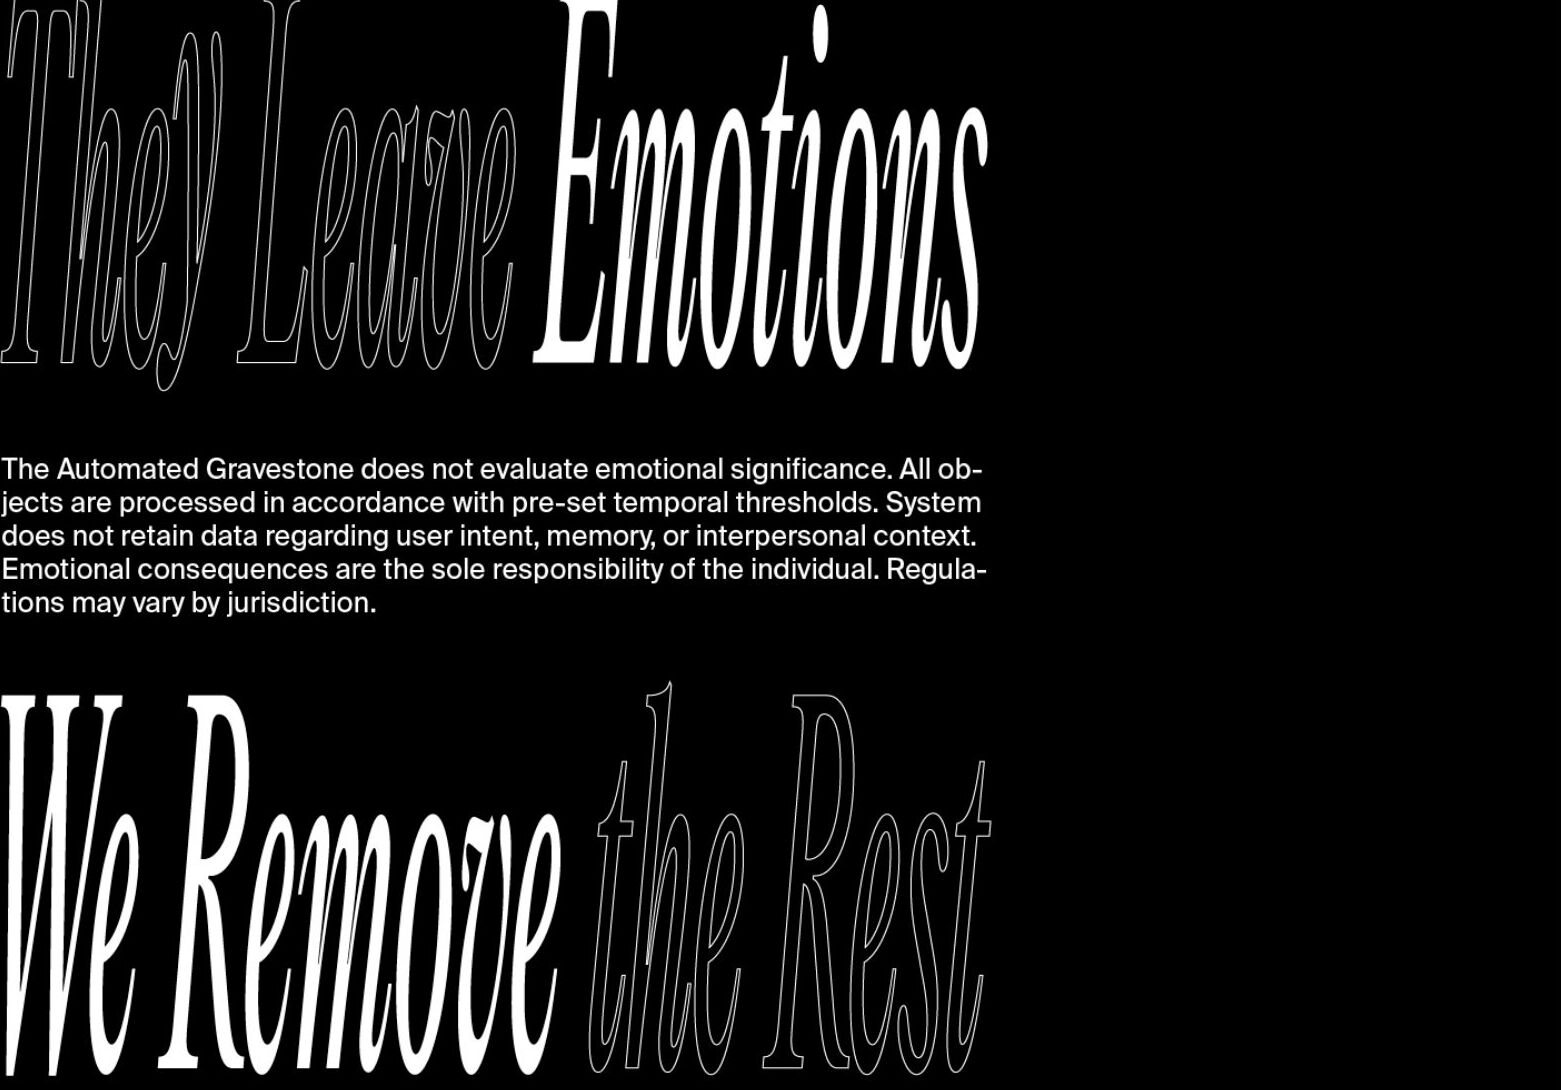 They Leave Emotions
The Automated Gravestone does not evaluate emotional significance. All ob-
jects are processed in accordance with pre-set temporal thresholds. System
does not retain data regarding user intent, memory, or interpersonal context.
Emotional consequences are the sole responsibility of the individual. Regula-
tions may vary by jurisdiction.
We Remove the Rest